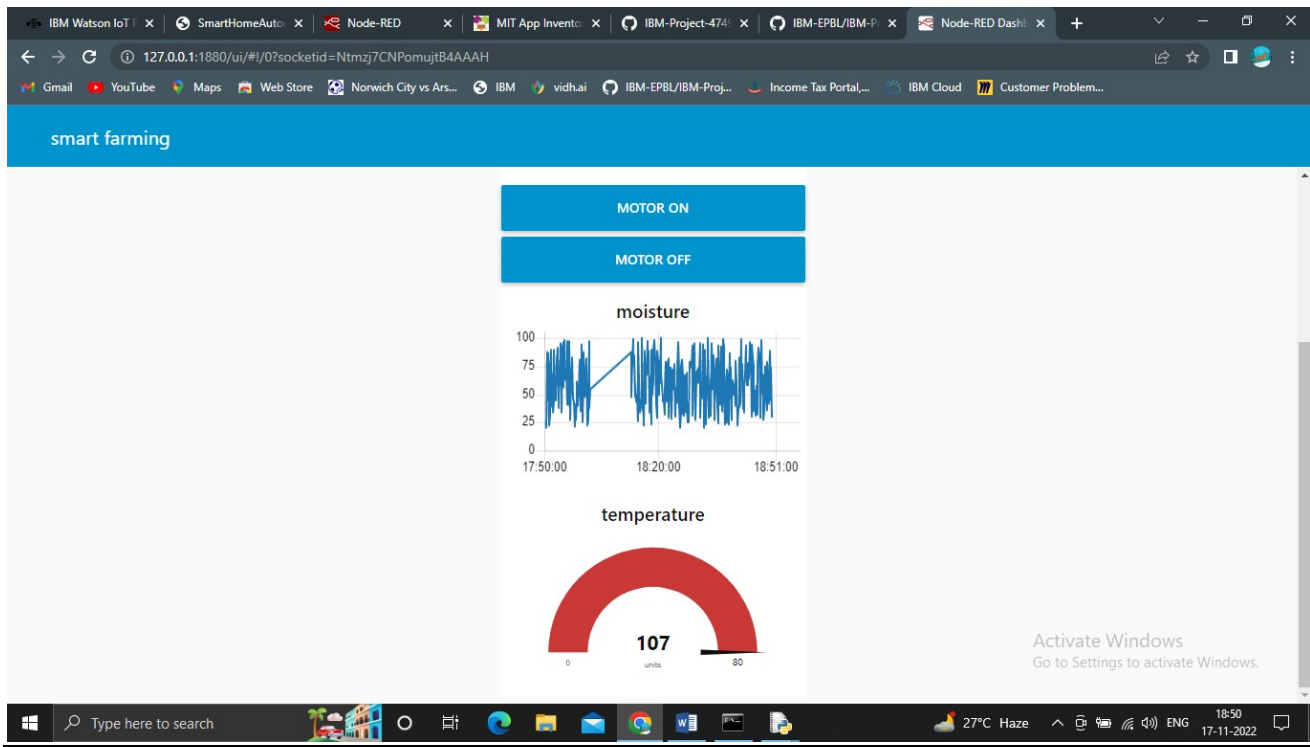 IBM Watson IoT P
SmartHomeAuto
Node-RED
MIT App Invento
IBM-Project-474
IBM-EPBL/IBM-P
Node-RED Dashb
127.0.0.1:1880/ui/#!/0?socketid=Ntmzj7CNPomujtB4AAAH
Gmail
YouTube
Maps
Web Store
Norwich City vs Ars...
IBM
vidh.ai
IBM-EPBL/IBM-Proj...
Income Tax Portal,...
IBM Cloud
Customer Problem...
smart farming
MOTOR ON
MOTOR OFF
moisture
100
75
50
25
0
17:50:00 18:20:00 18:51:00
temperature
107
0 units 80
Activate Windows
Go to Settings to activate Windows.
Type here to search
27°C Haze
ENG
18:50
17-11-2022